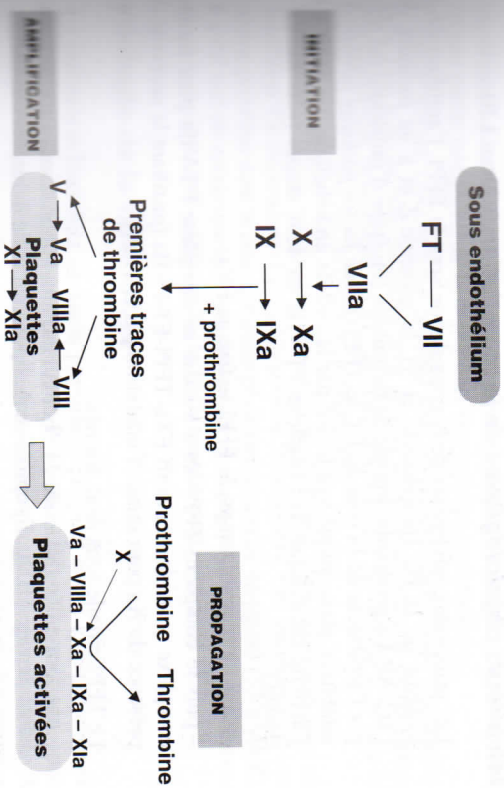 Sous endothélium
FT — VII
VIIa
INITIATION
X → Xa
IX → IXa
+ prothrombine
Premières traces
de thrombine
AMPLIFICATION
V → Va VIIIa ← VIII
Plaquettes
XI → XIa
PROPAGATION
Prothrombine Thrombine
X
Va – VIIIa – Xa – IXa – XIa
Plaquettes activées